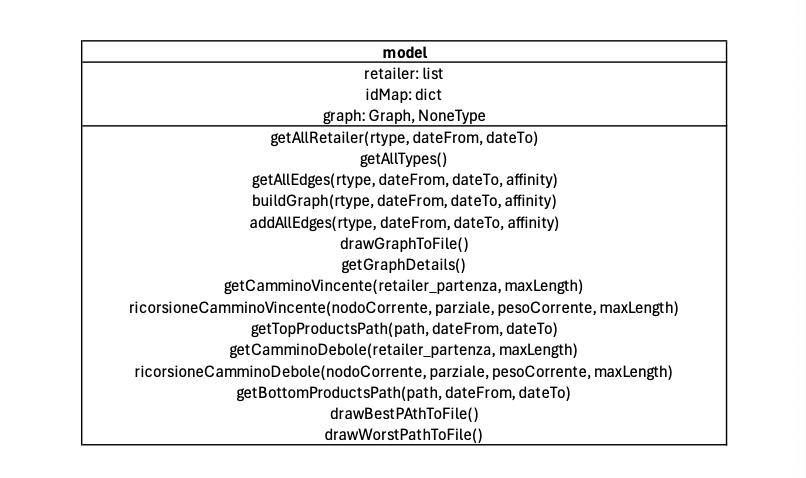 model
retailer: list
idMap: dict
graph: Graph, NoneType
getAllRetailer(rtype, dateFrom, dateTo)
getAllTypes()
getAllEdges(rtype, dateFrom, dateTo, affinity)
buildGraph(rtype, dateFrom, dateTo, affinity)
addAllEdges(rtype, dateFrom, dateTo, affinity)
drawGraphToFile()
getGraphDetails()
getCamminoVincente(retailer_partenza, maxLength)
ricorsioneCamminoVincente(nodoCorrente, parziale, pesoCorrente, maxLength)
getTopProductsPath(path, dateFrom, dateTo)
getCamminoDebole(retailer_partenza, maxLength)
ricorsioneCamminoDebole(nodoCorrente, parziale, pesoCorrente, maxLength)
getBottomProductsPath(path, dateFrom, dateTo)
drawBestPAthToFile()
drawWorstPathToFile()